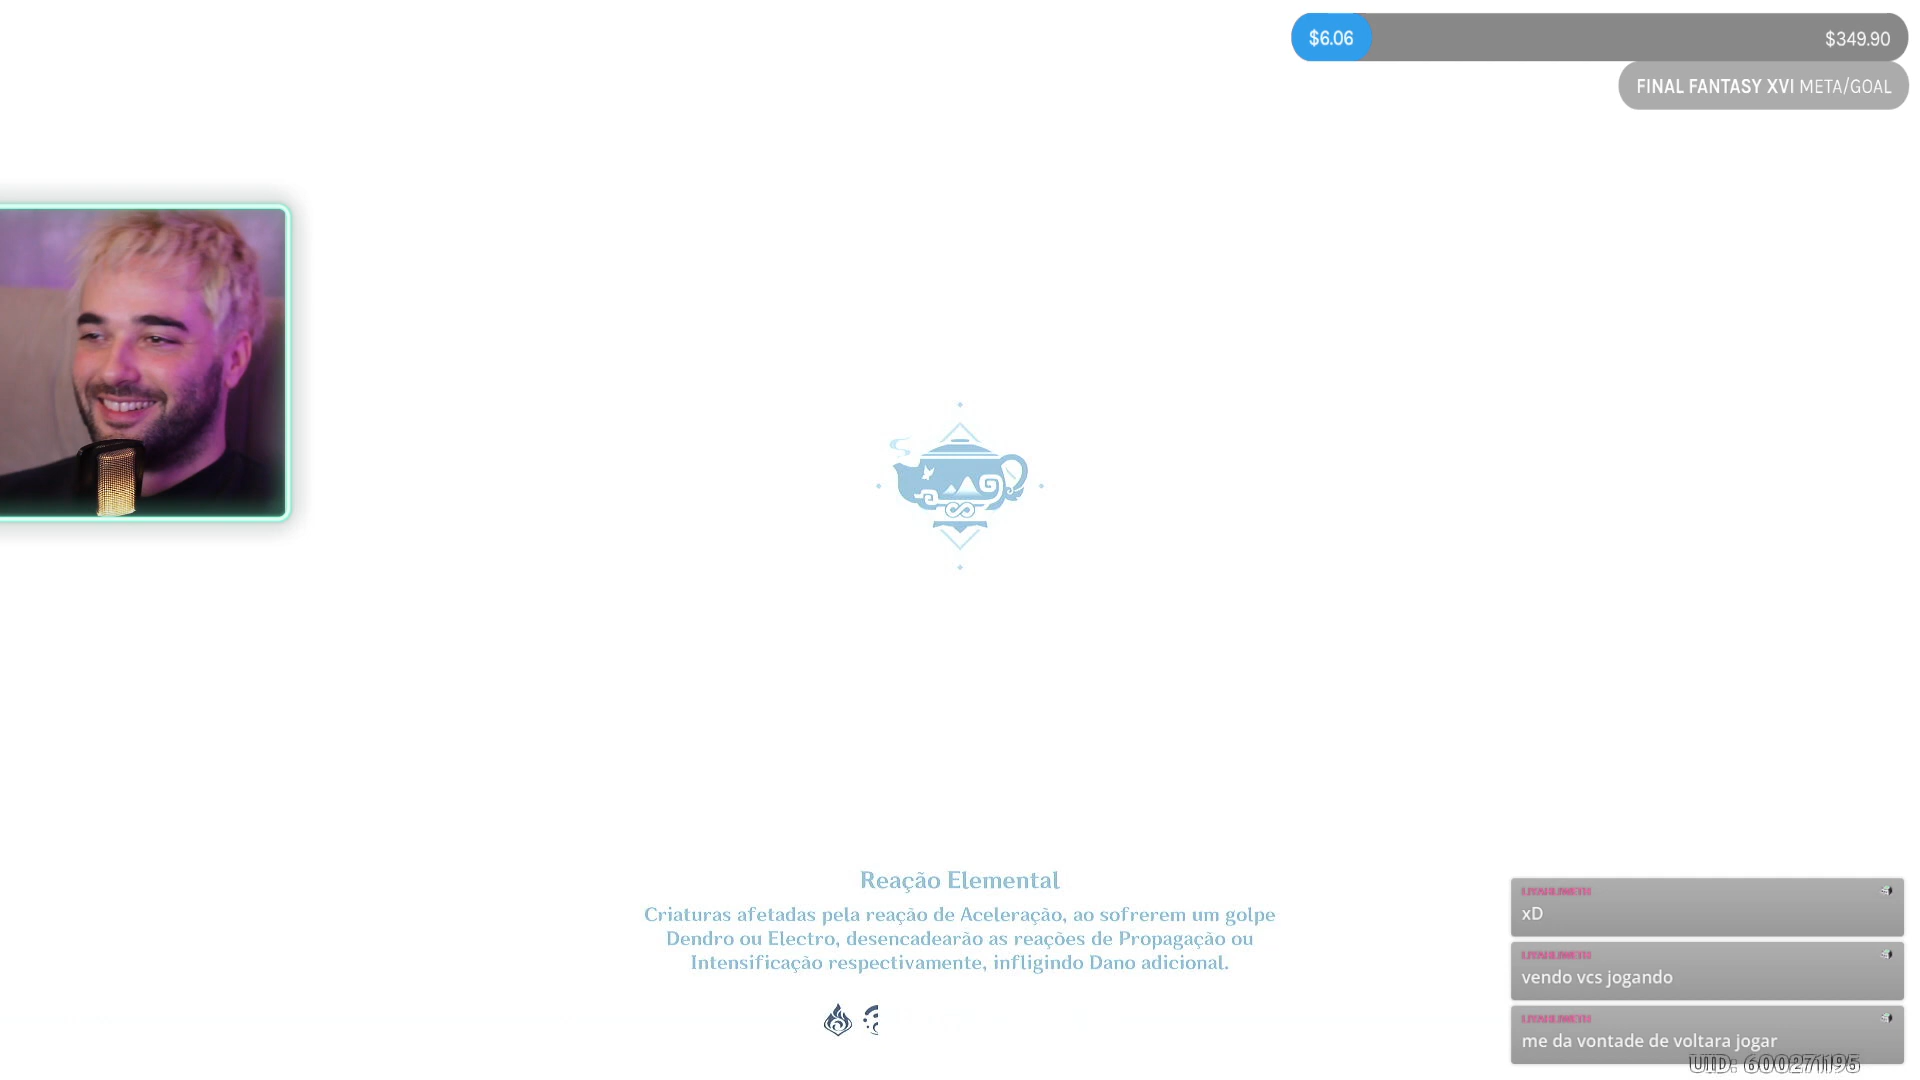 $6.06
$349.90
FINAL FANTASY XVI META/GOAL
Reação Elemental
Criaturas afetadas pela reação de Aceleração, ao sofrerem um golpe
Dendro ou Electro, desencadearão as reações de Propagação ou
Intensificação respectivamente, infligindo Dano adicional.
xD
vendo vcs jogando
me da vontade de voltara jogar
UID: 600271195